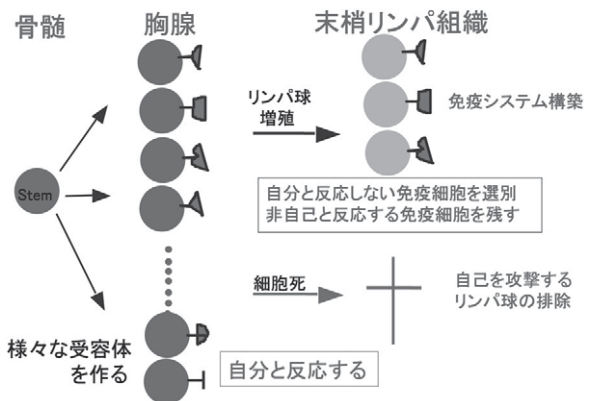 骨髄
胸腺
末梢リンパ組織
リンパ球
増殖
免疫システム構築
Stem
自分と反応しない免疫細胞を選別
非自己と反応する免疫細胞を残す
細胞死
自己を攻撃する
リンパ球の排除
様々な受容体
を作る
自分と反応する